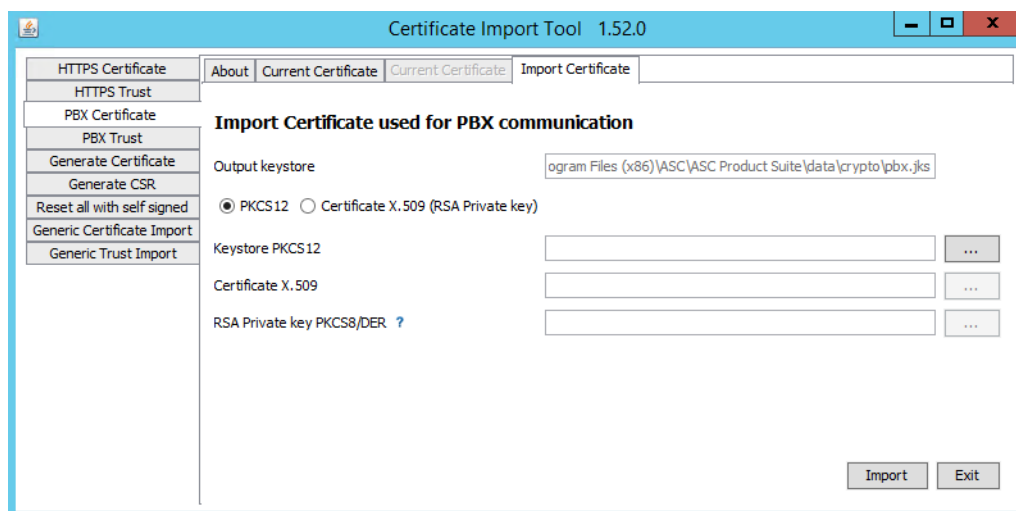 Certificate Import Tool 1.52.0
HTTPS Certificate
HTTPS Trust
PBX Certificate
PBX Trust
Generate Certificate
Generate CSR
Reset all with self signed
Generic Certificate Import
Generic Trust Import
About Current Certificate Current Certificate Import Certificate
Import Certificate used for PBX communication
Output keystore ogram Files (x86)\ASC\ASC Product Suite\data\crypto\pbx.jks
PKCS12 Certificate X.509 (RSA Private key)
Keystore PKCS12 ...
Certificate X.509 ...
RSA Private key PKCS8/DER ? ...
Import Exit